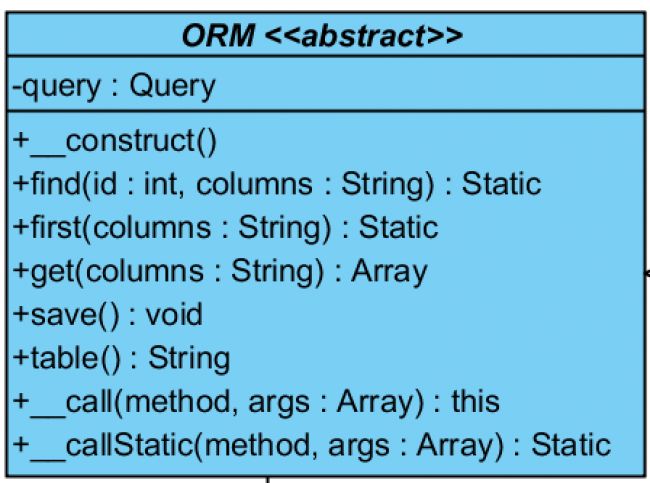 ORM <<abstract>>
-query : Query
+__construct()
+find(id : int, columns : String) : Static
+first(columns : String) : Static
+get(columns : String) : Array
+save() : void
+table() : String
+__call(method, args : Array) : this
+__callStatic(method, args : Array) : Static